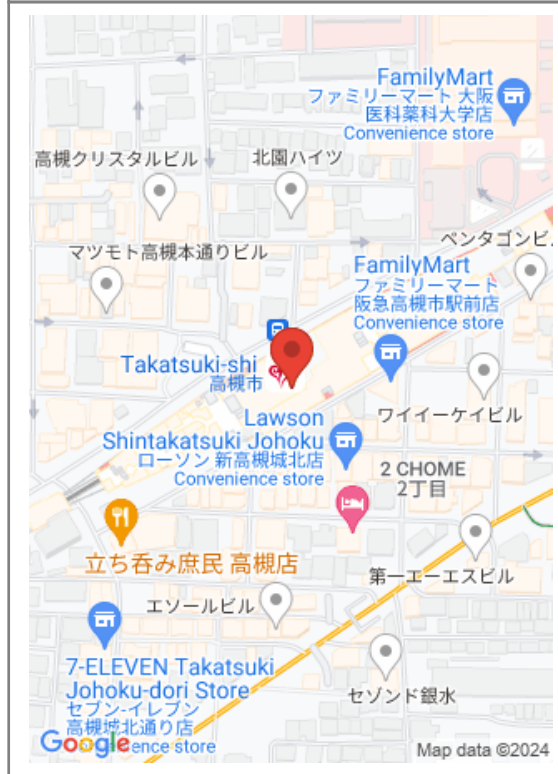 FamilyMart
ファミリーマート 大阪
医科薬科大学店
Convenience store
高槻クリスタルビル
北園ハイツ
ペンタゴンビ
マツモト高槻本通りビル
FamilyMart
ファミリーマート
阪急高槻市駅前店
Convenience store
Takatsuki-shi
高槻市
ワイイーケイビル
Lawson
Shintakatsuki Johoku
ローソン 新高槻城北店
Convenience store
2 CHOME
2丁目
立ち呑み庶民 高槻店
第一エーエスビル
エソールビル
7-ELEVEN Takatsuki
Johoku-dori Store
セブン-イレブン
高槻城北通り店
ence store
セゾンド銀水
Google
Map data ©2024